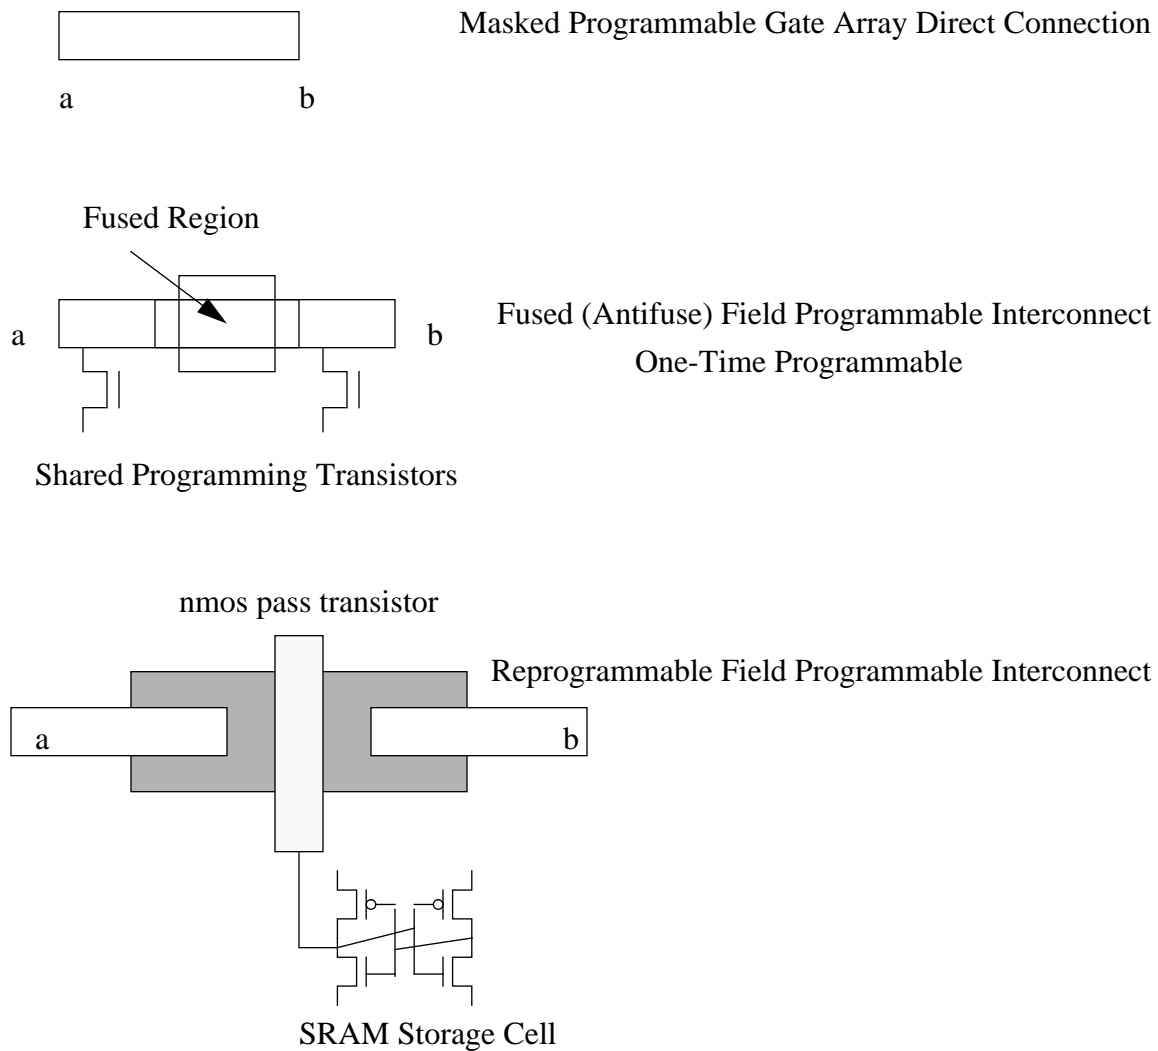 Masked Programmable Gate Array Direct Connection
a
b
Fused Region
a
b
Fused (Antifuse) Field Programmable Interconnect
One-Time Programmable
Shared Programming Transistors
nmos pass transistor
Reprogrammable Field Programmable Interconnect
a
b
SRAM Storage Cell